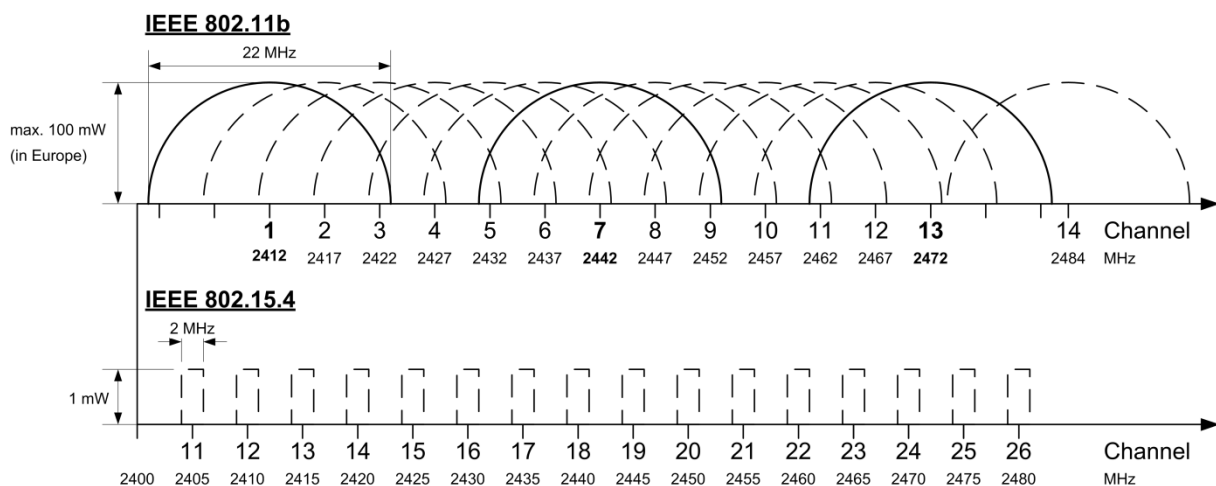 IEEE 802.11b
22 MHz
max. 100 mW
(in Europe)
1 2 3 4 5 6 7 8 9 10 11 12 13 14 Channel
2412 2417 2422 2427 2432 2437 2442 2447 2452 2457 2462 2467 2472 2484 MHz
IEEE 802.15.4
2 MHz
1 mW
11 12 13 14 15 16 17 18 19 20 21 22 23 24 25 26 Channel
2400 2405 2410 2415 2420 2425 2430 2435 2440 2445 2450 2455 2460 2465 2470 2475 2480 MHz